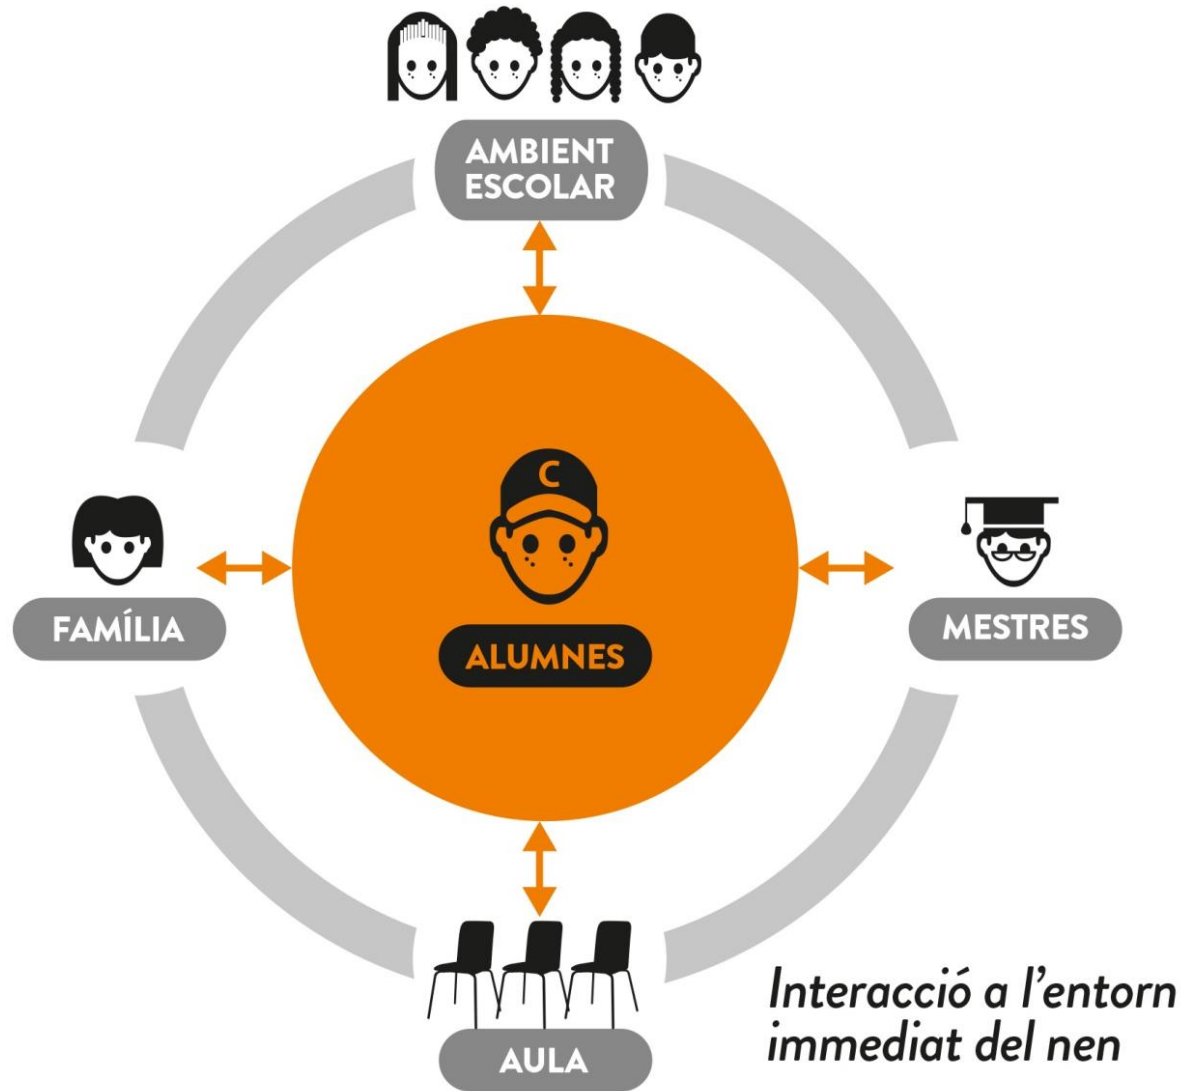 AMBIENT
ESCOLAR
C
FAMÍLIA
MESTRES
ALUMNES
AULA
Interacció a l'entorn
immediat del nen